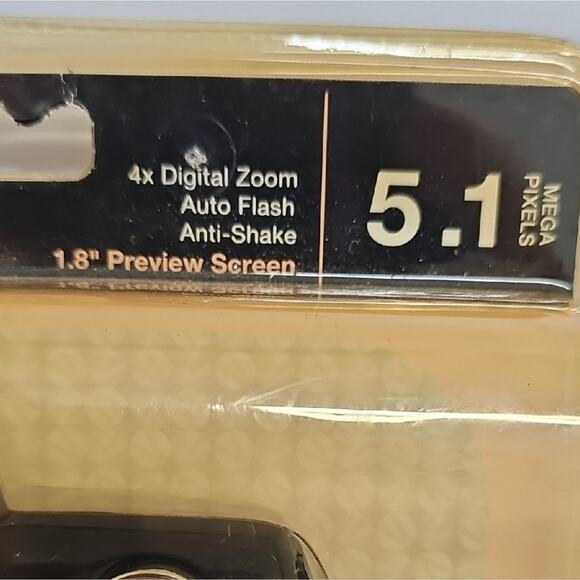 4x Digital Zoom
Auto Flash
Anti-Shake
1.8" Preview Screen
5.1
MEGA
PIXELS